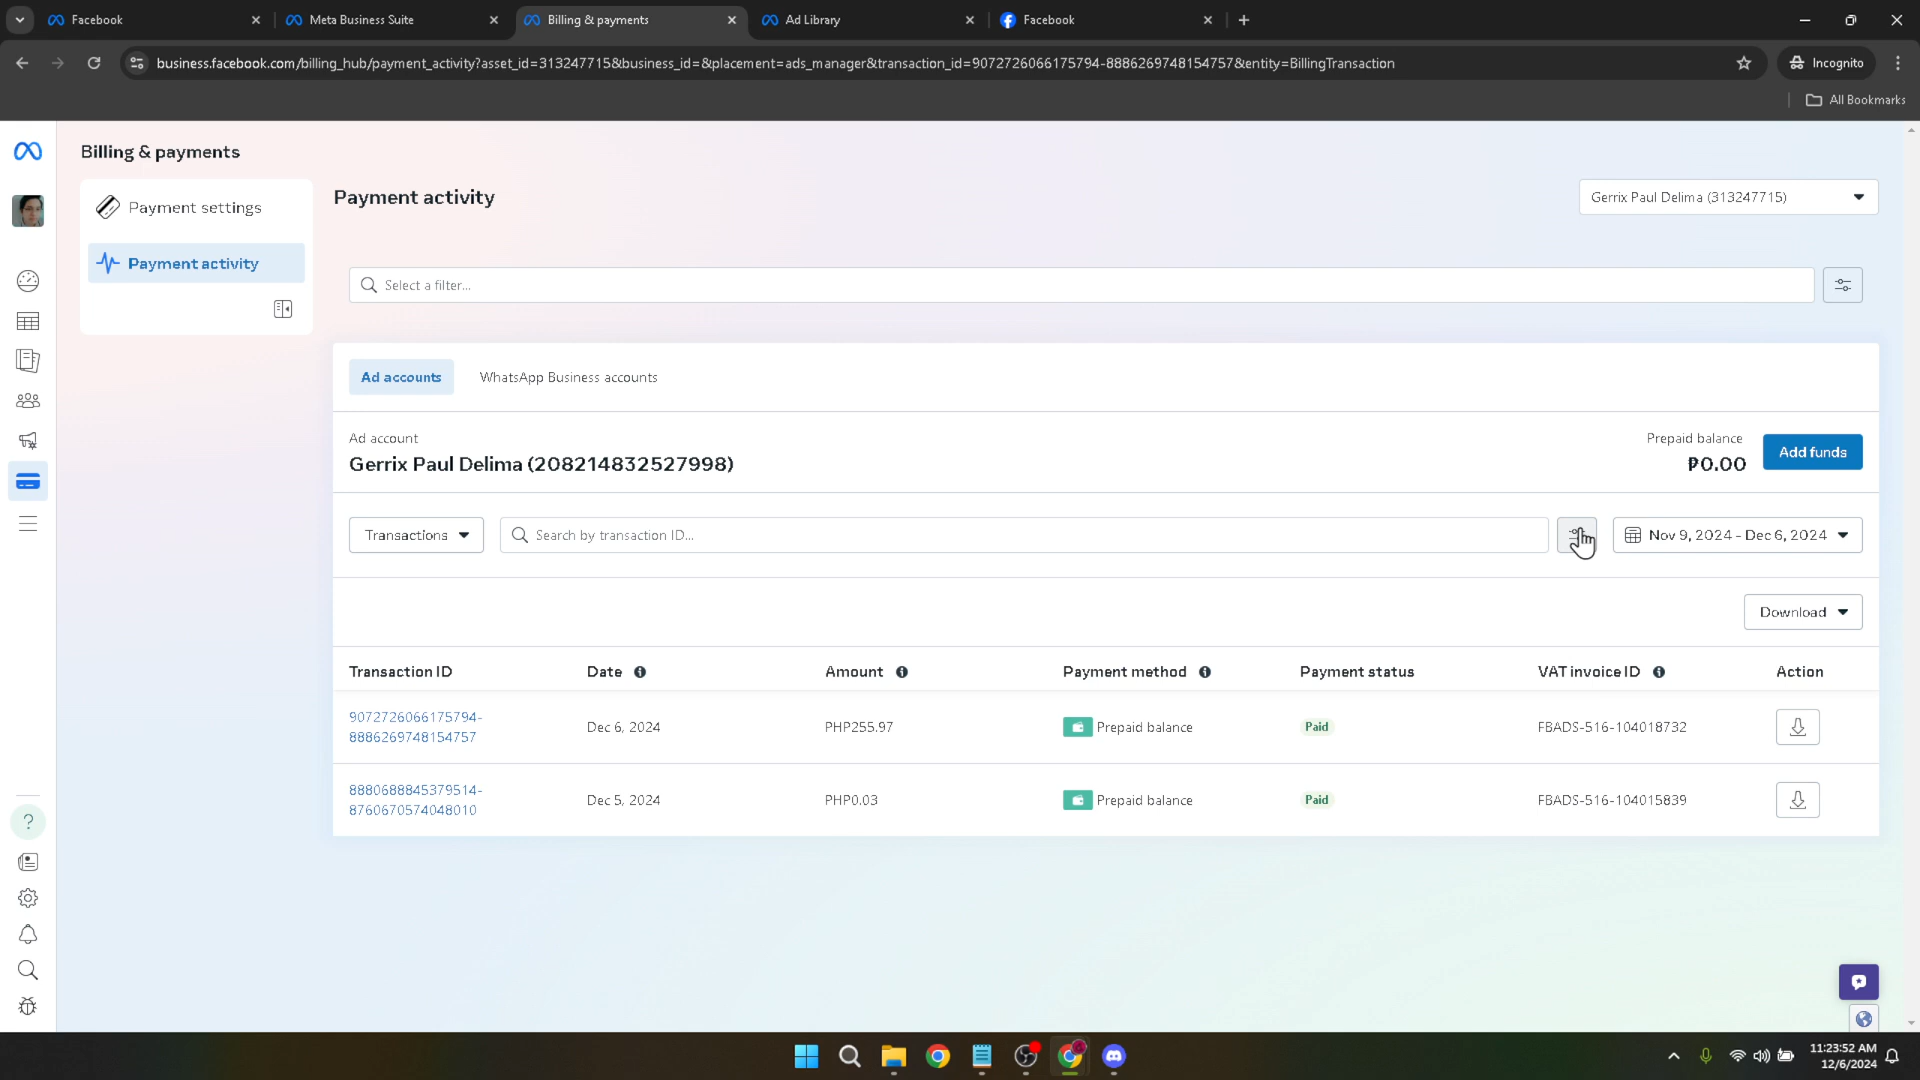 Facebook
Meta Business Suite
Billing & payments
Ad Library
Facebook
business.facebook.com/billing_hub/payment_activity?asset_id=313247715&business_id=&placement=ads_manager&transaction_id=9072726066175794-8886269748154757&entity=BillingTransaction
Incognito
All Bookmarks
Billing & payments
Payment settings
Payment activity
Payment activity
Gerrix Paul Delima (313247715)
Select a filter...
Ad accounts
WhatsApp Business accounts
Ad account
Gerrix Paul Delima (208214832527998)
Prepaid balance
₱0.00
Add funds
Transactions
Search by transaction ID...
Nov 9, 2024 - Dec 6, 2024
Download
Transaction ID Date Amount Payment method Payment status VAT invoice ID Action
9072726066175794-
8886269748154757
Dec 6, 2024 PHP255.97 Prepaid balance Paid FBADS-516-104018732
8880688845379514-
8760670574048010
Dec 5, 2024 PHP0.03 Prepaid balance Paid FBADS-516-104015839
11:23:52 AM
12/6/2024